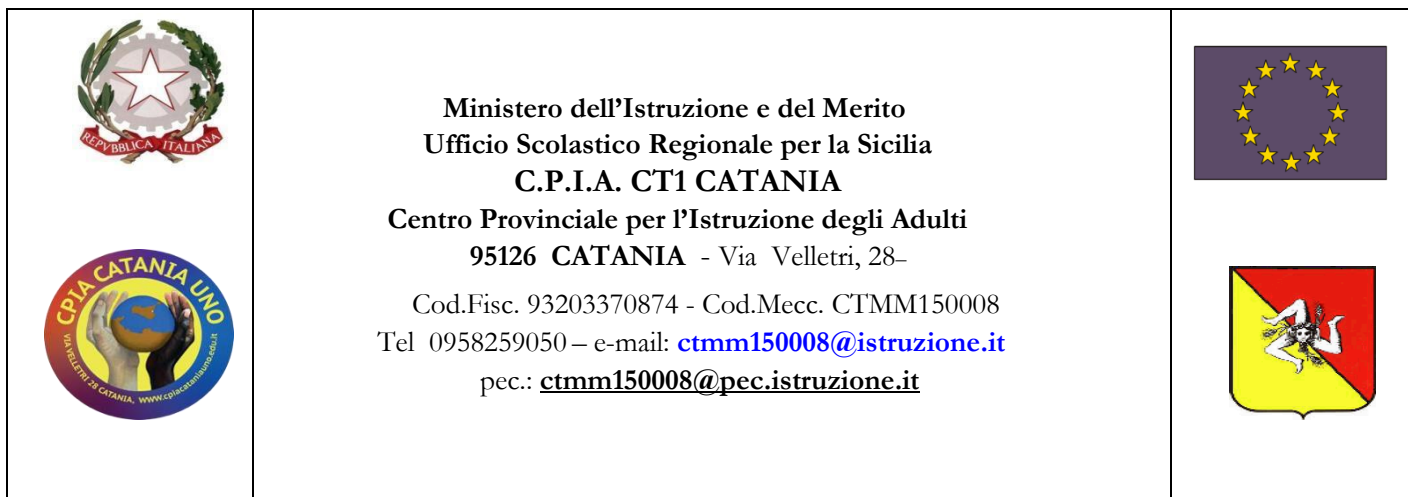 REPVBBLICA ITALIANA
CPIA CATANIA UNO
VIA VELLETRI 28 CATANIA, WWW.cpiacataniauno.edu.it
Ministero dell’Istruzione e del Merito
Ufficio Scolastico Regionale per la Sicilia
C.P.I.A. CT1 CATANIA
Centro Provinciale per l’Istruzione degli Adulti
95126 CATANIA - Via Velletri, 28–
Cod.Fisc. 93203370874 - Cod.Mecc. CTMM150008
Tel 0958259050 – e-mail: ctmm150008@istruzione.it
pec.: ctmm150008@pec.istruzione.it